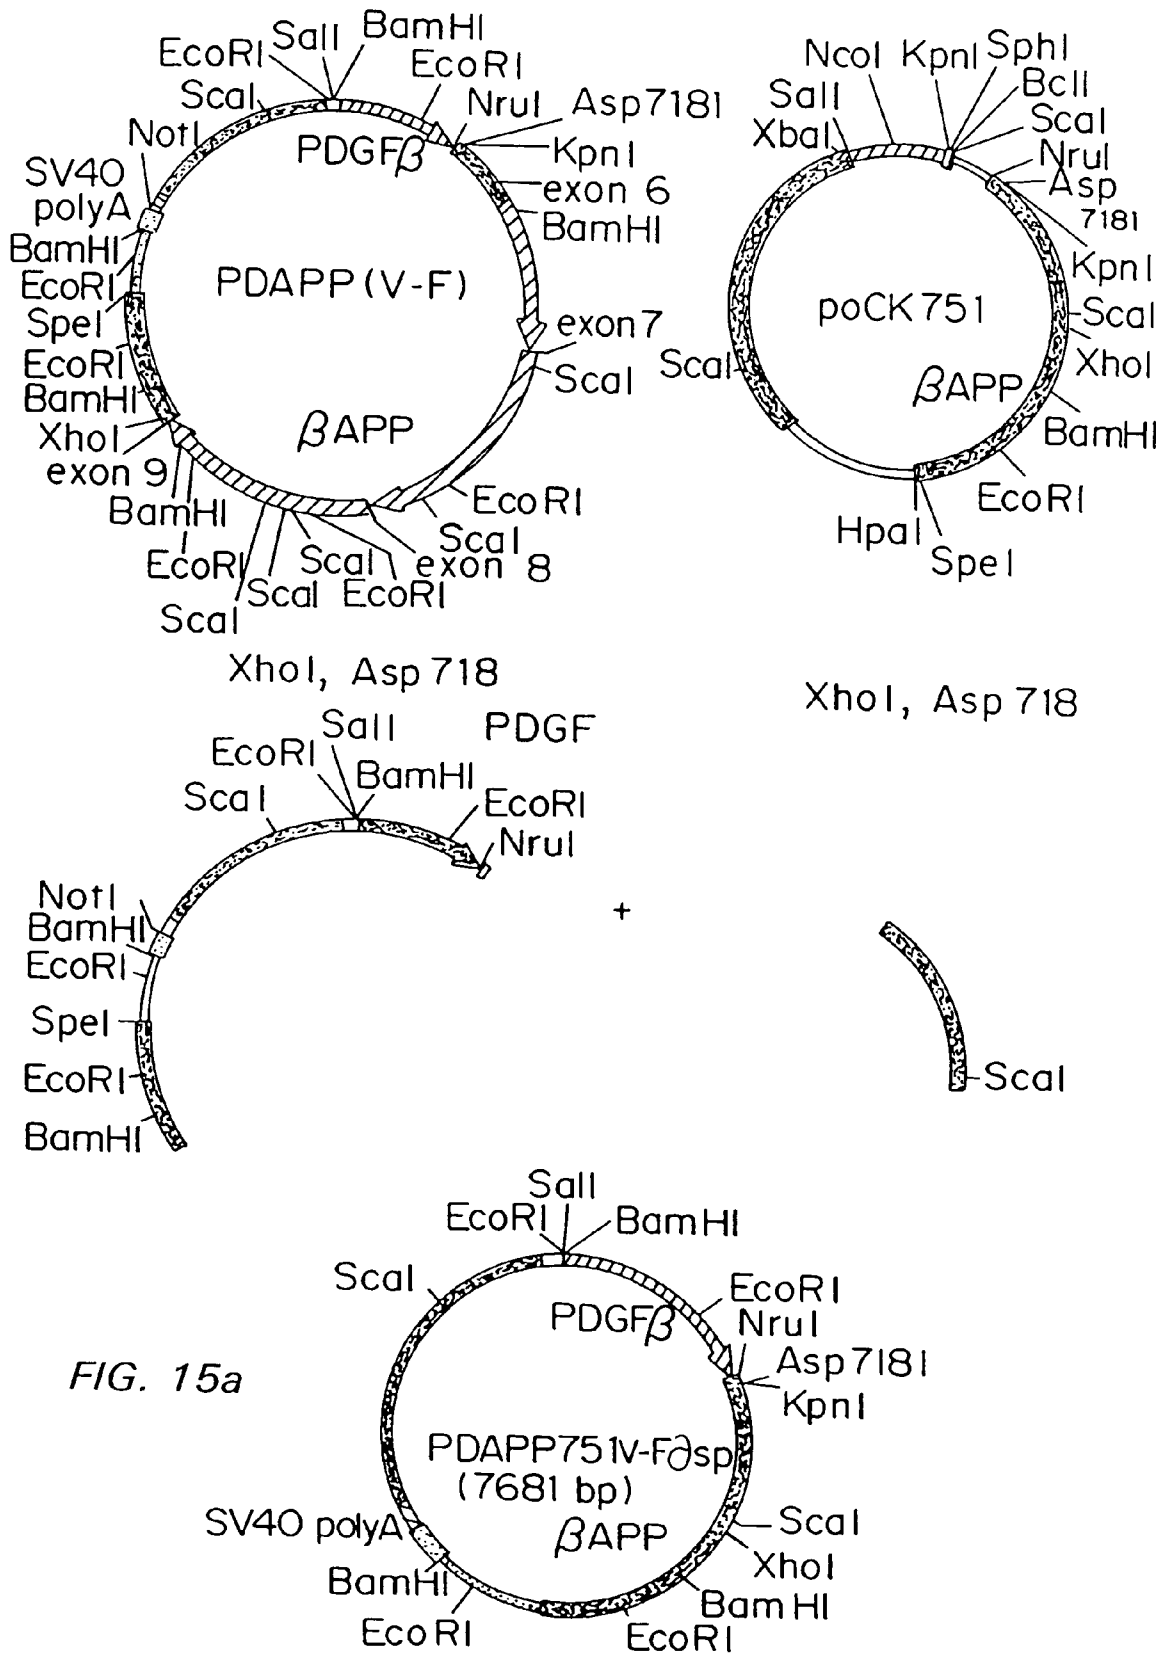 EcoRI
SalI
BamHI
EcoRI
ScaI
NruI
Asp7181
NotI
PDGFβ
KpnI
SV40
polyA
exon 6
BamHI
BamHI
EcoRI
PDAPP (V-F)
SpeI
exon7
EcoRI
ScaI
BamHI
βAPP
XhoI
exon 9
BamHI
EcoRI
EcoRI
ScaI
ScaI
exon 8
ScaI
EcoRI
ScaI
NcoI
KpnI
SphI
BclI
SalI
ScaI
XbaI
NruI
Asp
7181
KpnI
poCK751
ScaI
XhoI
ScaI
βAPP
BamHI
EcoRI
HpaI
SpeI
XhoI, Asp 718
XhoI, Asp 718
SalI
PDGF
EcoRI
BamHI
ScaI
EcoRI
NruI
NotI
BamHI
+
EcoRI
SpeI
EcoRI
ScaI
BamHI
SalI
EcoRI
BamHI
ScaI
EcoRI
PDGFβ
NruI
Asp7181
FIG. 15a
KpnI
PDAPP751V-F∂sp
(7681 bp)
SV40 polyA
βAPP
ScaI
XhoI
BamHI
BamHI
EcoRI
EcoRI